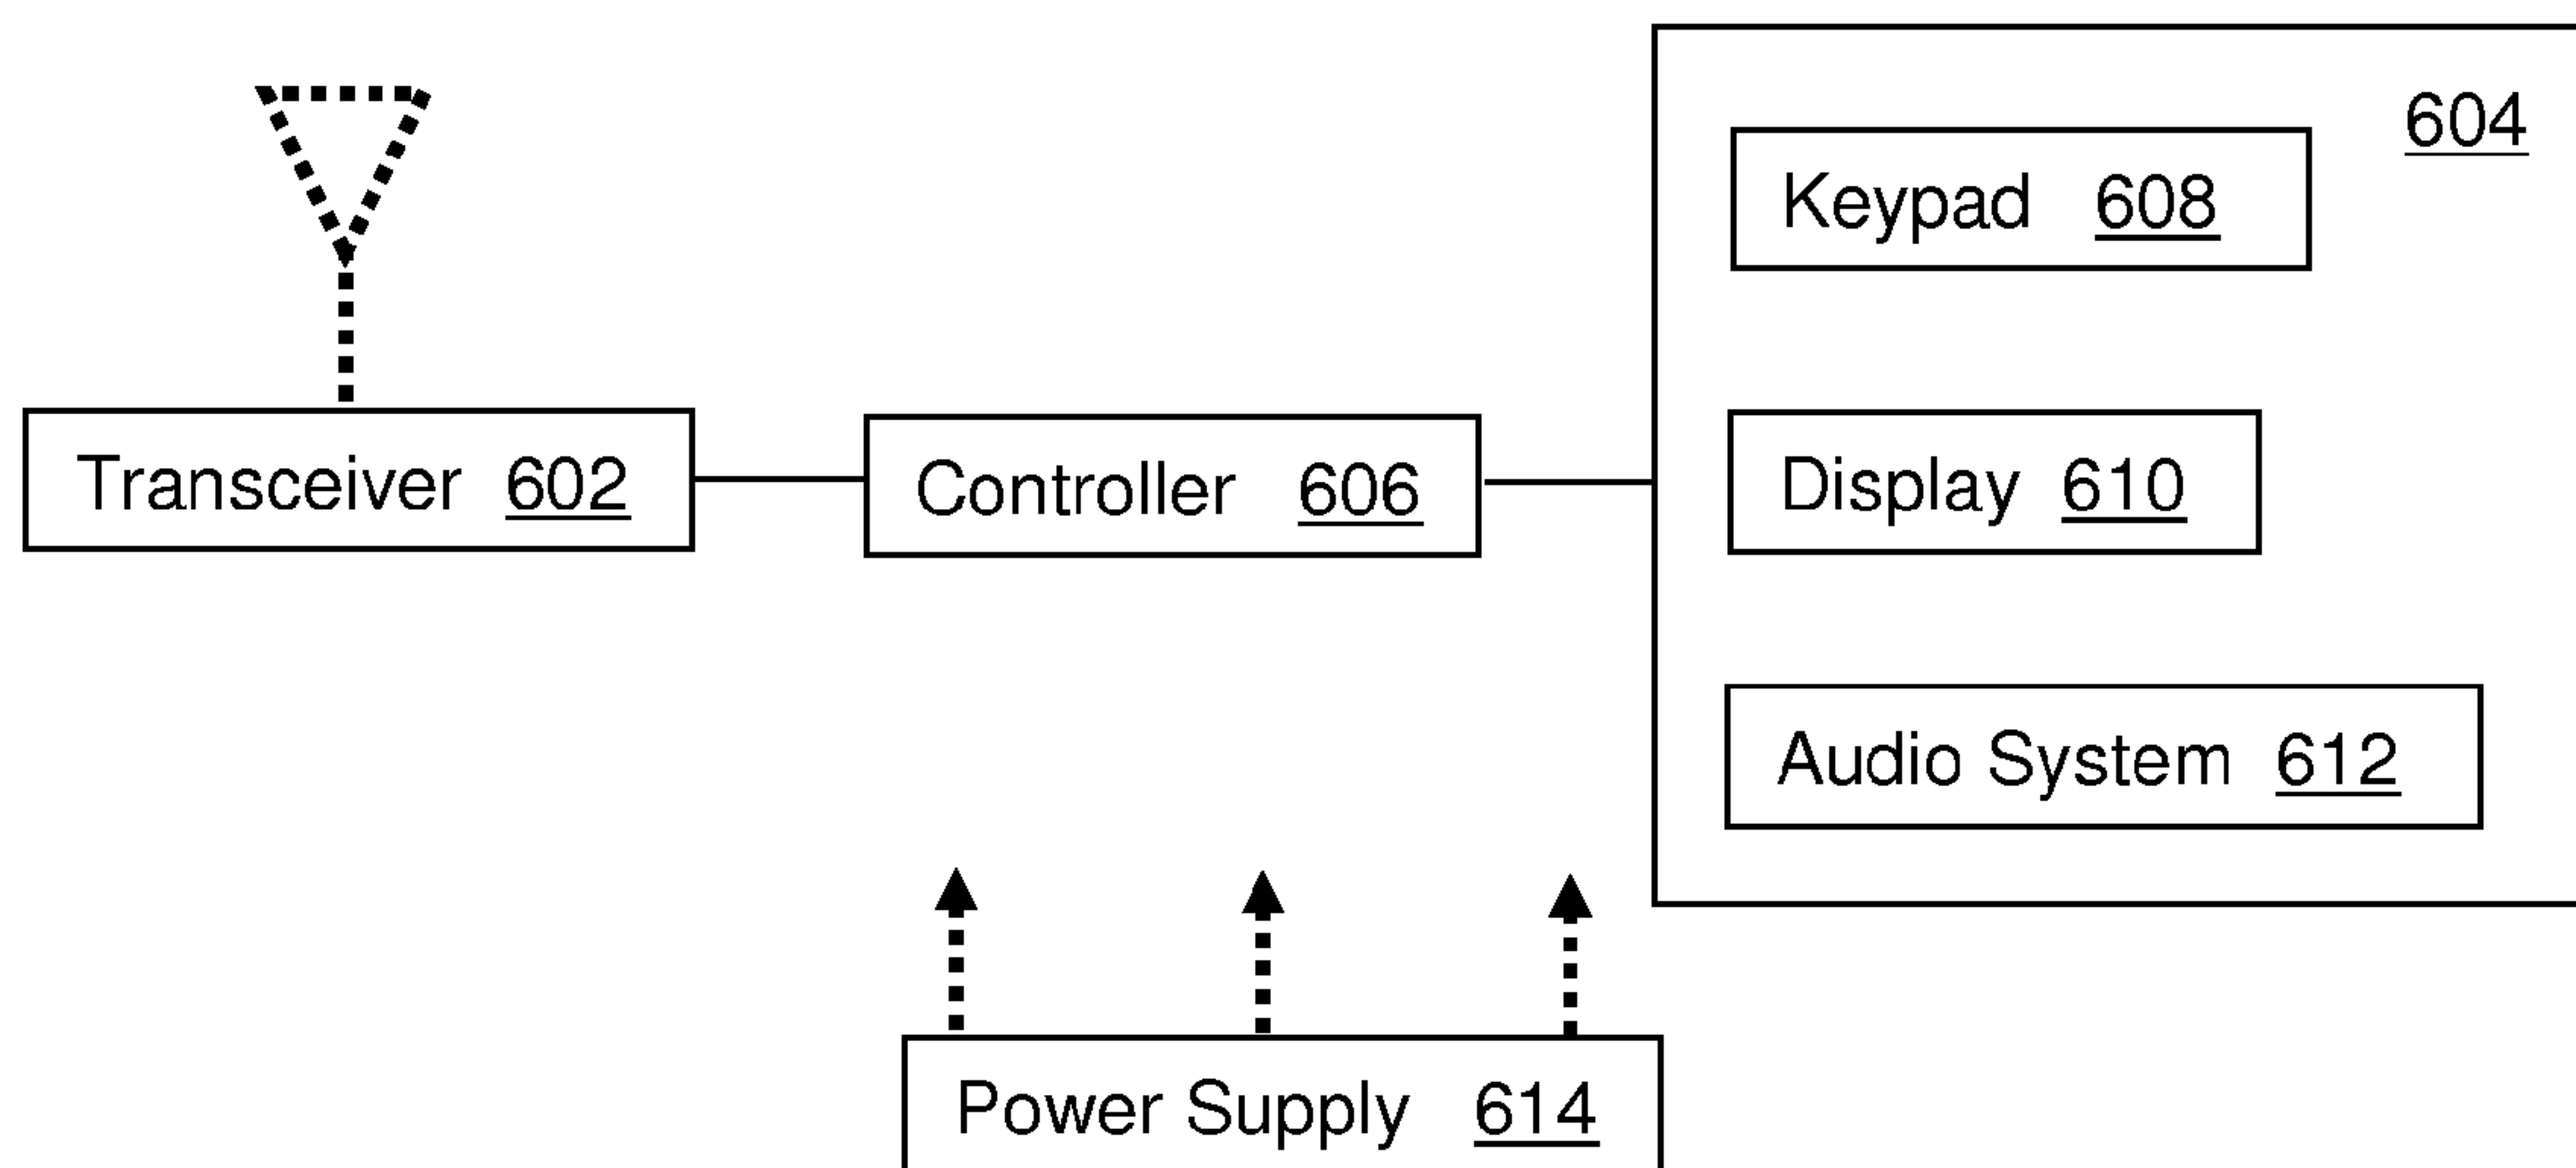 604
Keypad 608
Transceiver 602
Controller 606
Display 610
Audio System 612
Power Supply 614